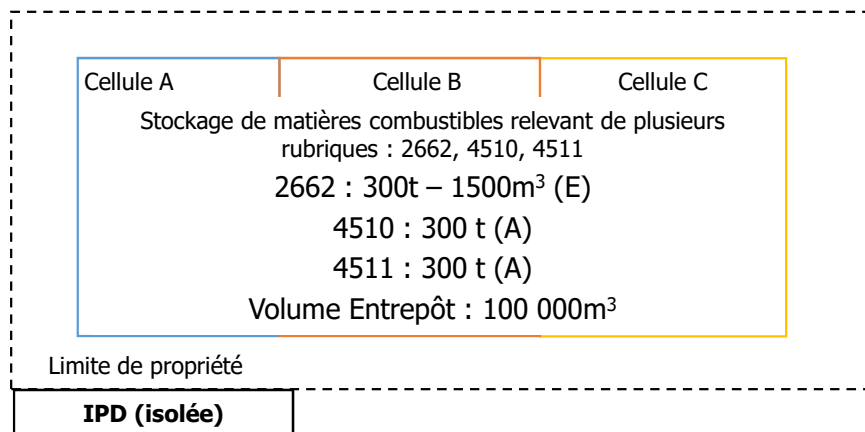 Cellule A
Cellule B
Cellule C
Stockage de matières combustibles relevant de plusieurs
rubriques : 2662, 4510, 4511
2662 : 300t – 1500m³ (E)
4510 : 300 t (A)
4511 : 300 t (A)
Volume Entrepôt : 100 000m³
Limite de propriété
IPD (isolée)